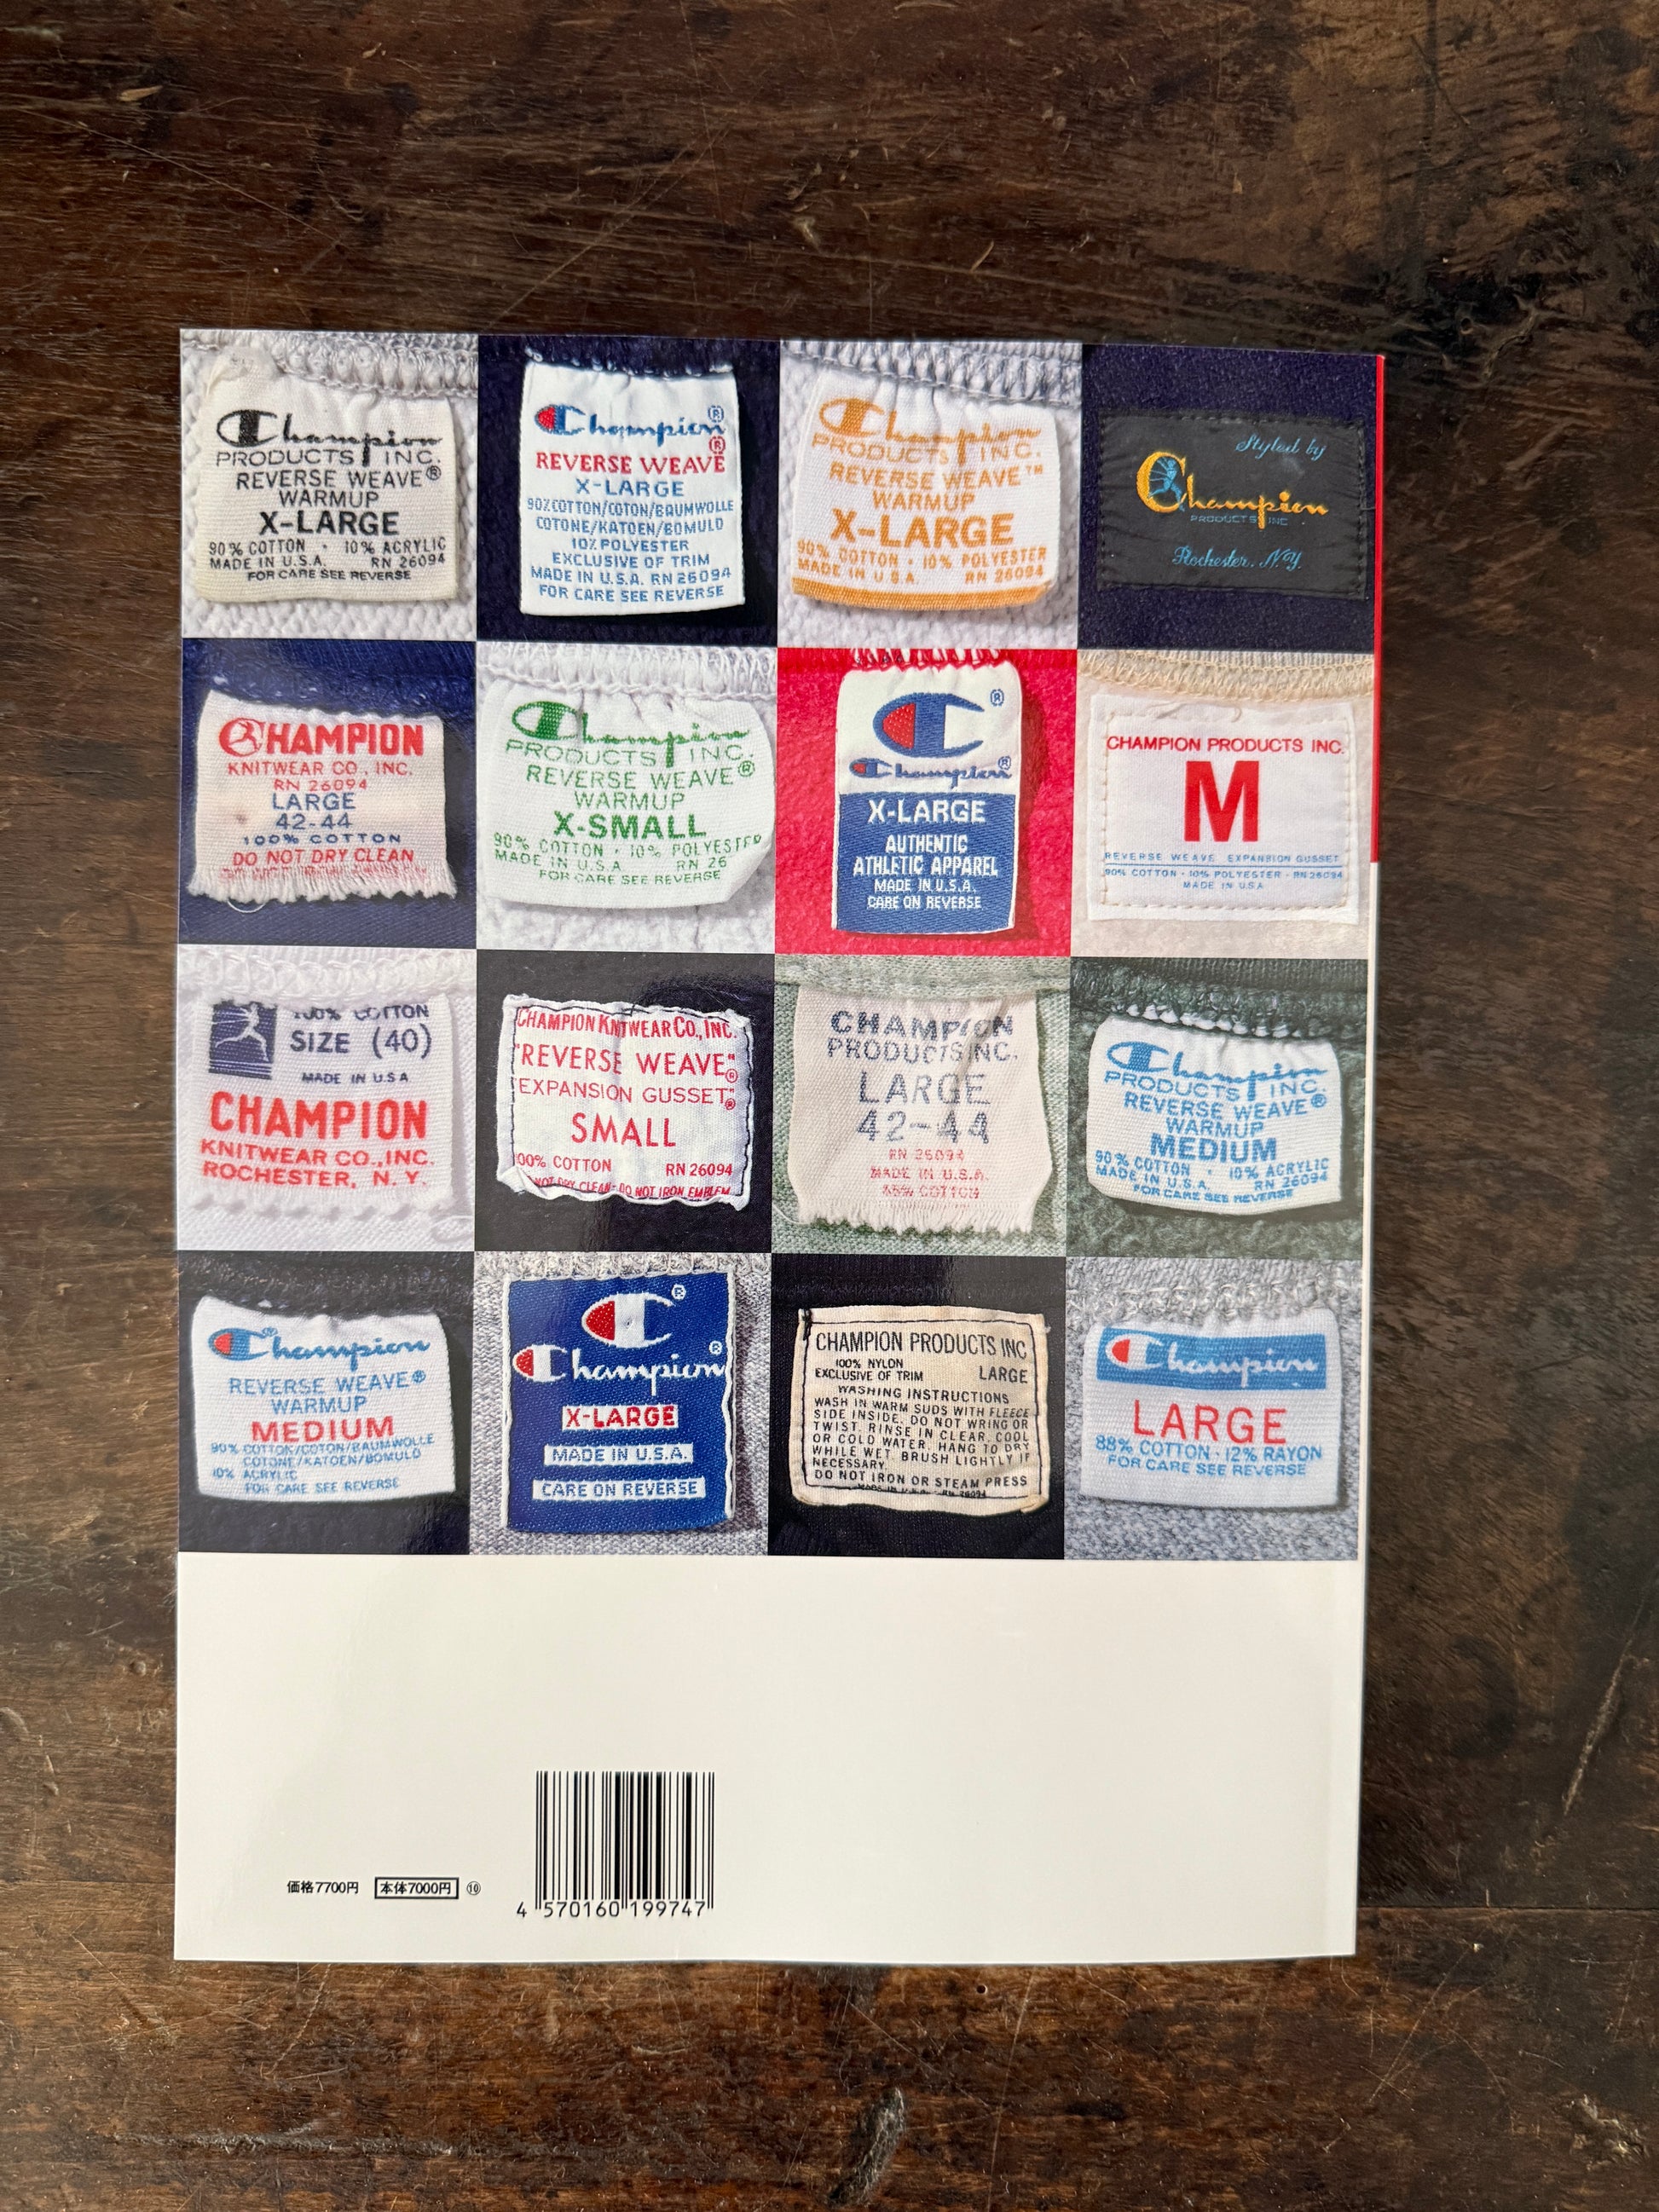 Champion
PRODUCTS INC.
REVERSE WEAVE®
WARMUP
X-LARGE
90% COTTON · 10% ACRYLIC
MADE IN U.S.A. RN 26094
FOR CARE SEE REVERSE
Champion®
REVERSE WEAVE®
X-LARGE
90%COTTON/COTON/BAUMWOLLE
COTONE/KATOEN/BOMULD
10% POLYESTER
EXCLUSIVE OF TRIM
MADE IN U.S.A. RN 26094
FOR CARE SEE REVERSE
Champion
PRODUCTS INC.
REVERSE WEAVE™
WARMUP
X-LARGE
90% COTTON · 10% POLYESTER
MADE IN U.S.A. RN 26094
Styled by
Champion
PRODUCTS INC
Rochester, N.Y.
CHAMPION
KNITWEAR CO., INC.
RN 26094
LARGE
42-44
100% COTTON
DO NOT DRY CLEAN
Champion
PRODUCTS INC.
REVERSE WEAVE®
WARMUP
X-SMALL
90% COTTON · 10% POLYESTER
MADE IN U.S.A RN 26
FOR CARE SEE REVERSE
®
Champion®
X-LARGE
AUTHENTIC
ATHLETIC APPAREL
MADE IN U.S.A.
CARE ON REVERSE
CHAMPION PRODUCTS INC.
M
REVERSE WEAVE EXPANSION GUSSET
90% COTTON · 10% POLYESTER · RN 26094
MADE IN U.S.A
100% COTTON
SIZE (40)
MADE IN U.S.A
CHAMPION
KNITWEAR CO., INC.
ROCHESTER, N. Y.
CHAMPION KNITWEAR CO., INC.
"REVERSE WEAVE"®
"EXPANSION GUSSET"®
SMALL
00% COTTON RN 26094
NOT DRY CLEAN-DO NOT IRON EMBLEM
CHAMPION
PRODUCTS INC.
LARGE
42-44
RN 26094
MADE IN U.S.A.
COTTON
Champion
PRODUCTS INC.
REVERSE WEAVE®
WARMUP
MEDIUM
90% COTTON · 10% ACRYLIC
MADE IN U.S.A. RN 26094
FOR CARE SEE REVERSE
Champion
REVERSE WEAVE®
WARMUP
MEDIUM
90% COTTON/COTON/BAUMWOLLE
COTONE/KATOEN/BOMULD
10% ACRYLIC
FOR CARE SEE REVERSE
®
Champion®
X-LARGE
MADE IN U.S.A.
CARE ON REVERSE
CHAMPION PRODUCTS INC
100% NYLON
EXCLUSIVE OF TRIM LARGE
WASHING INSTRUCTIONS
WASH IN WARM SUDS WITH FLEECE
SIDE INSIDE. DO NOT WRING OR
TWIST. RINSE IN CLEAR, COOL
OR COLD WATER, HANG TO DRY
WHILE WET. BRUSH LIGHTLY IF
NECESSARY.
DO NOT IRON OR STEAM PRESS
Champion
LARGE
88% COTTON · 12% RAYON
FOR CARE SEE REVERSE
価格7700円 本体7000円 ⑩
4 570160 199747